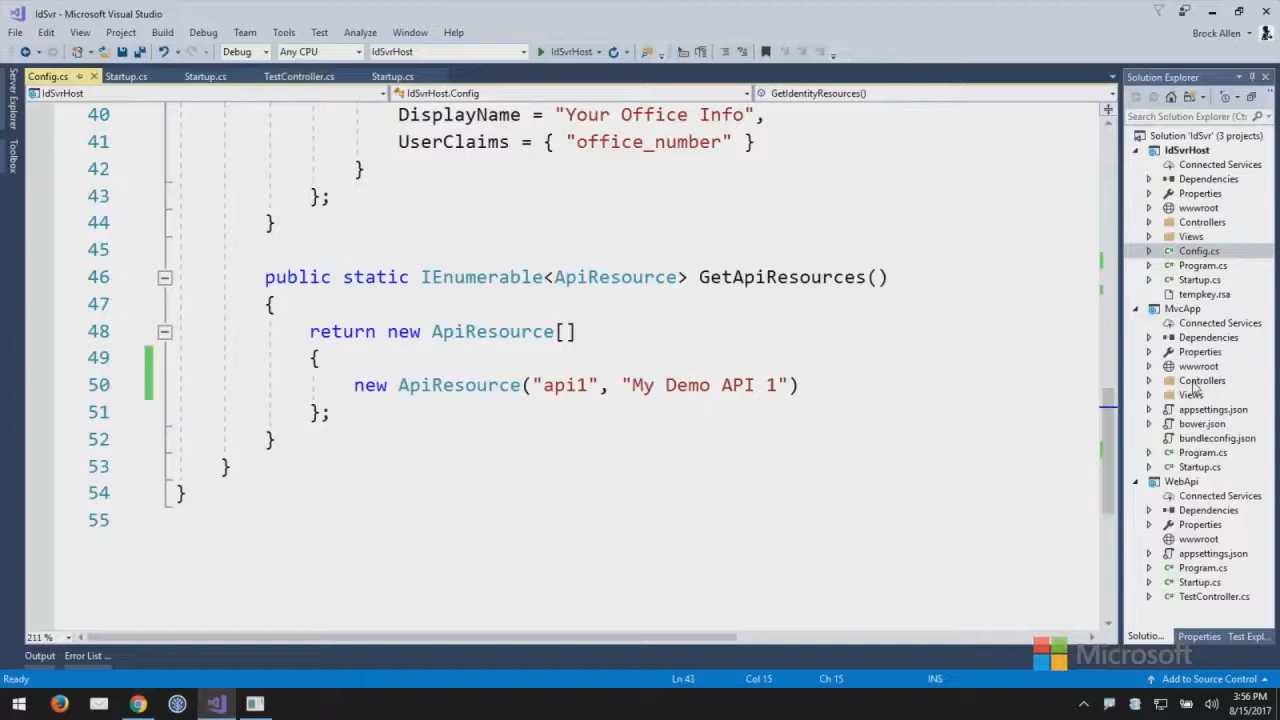 IdSvr - Microsoft Visual Studio
File Edit View Project Build Debug Team Tools Test Analyze Window Help
Brock Allen
Debug Any CPU IdSvrHost IdSvrHost
Server Explorer
Toolbox
Config.cs Startup.cs Startup.cs TestController.cs Startup.cs
IdSvrHost IdSvrHost.Config GetIdentityResources()
40 DisplayName = "Your Office Info",
41 UserClaims = { "office_number" }
42 }
43 };
44 }
45
46 public static IEnumerable<ApiResource> GetApiResources()
47 {
48 return new ApiResource[]
49 {
50 new ApiResource("api1", "My Demo API 1")
51 };
52 }
53 }
54 }
55
211 %
Solution Explorer
Search Solution Explorer (Ctrl
Solution 'IdSvr' (3 projects)
IdSvrHost
Connected Services
Dependencies
Properties
wwwroot
Controllers
Views
Config.cs
Program.cs
Startup.cs
tempkey.rsa
MvcApp
Connected Services
Dependencies
Properties
wwwroot
Controllers
Views
appsettings.json
bower.json
bundleconfig.json
Program.cs
Startup.cs
WebApi
Connected Services
Dependencies
Properties
wwwroot
appsettings.json
Program.cs
Startup.cs
TestController.cs
Solutio... Properties Test Expl...
Output Error List ...
Microsoft
Ready Ln 43 Col 15 Ch 15 INS Add to Source Control
3:56 PM
8/15/2017